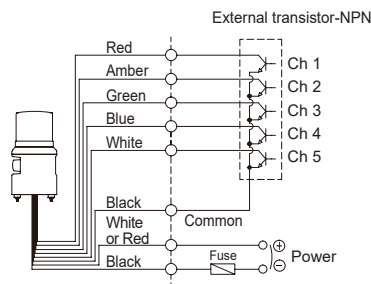 External transistor-NPN
Red
Ch 1
Amber
Ch 2
Green
Ch 3
Blue
Ch 4
White
Ch 5
Black
Common
White
or Red
Fuse
⊕
Power
Black
⊖